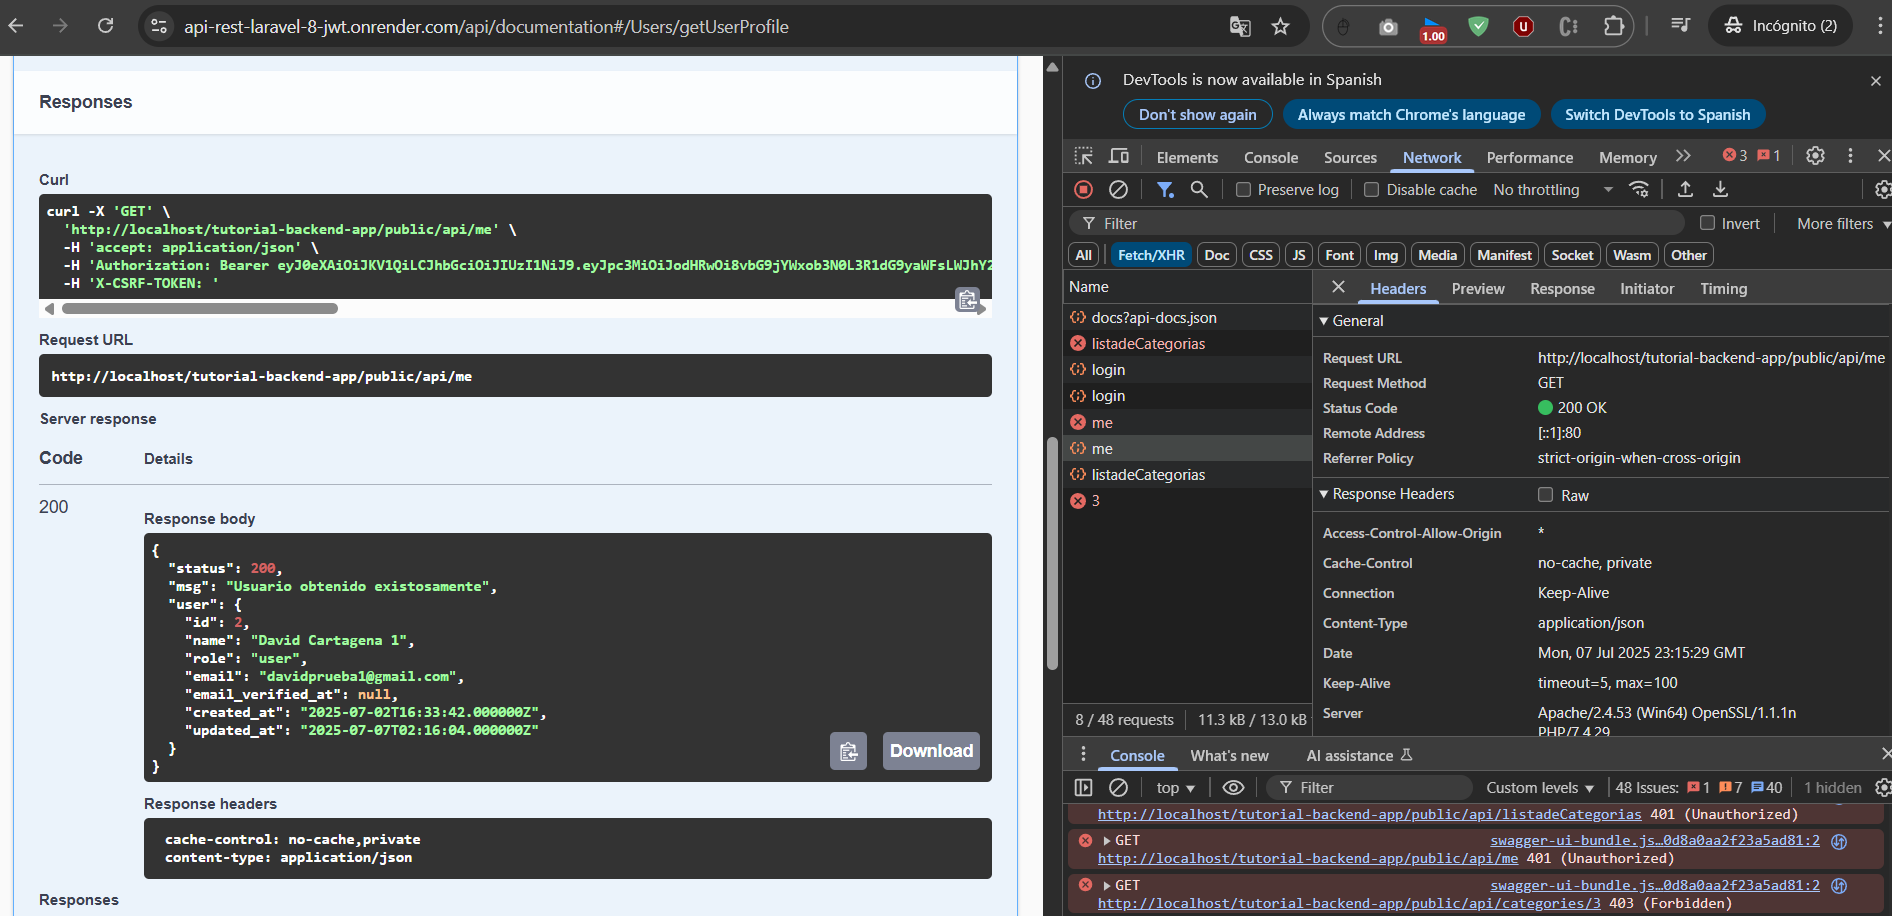 api-rest-laravel-8-jwt.onrender.com/api/documentation#/Users/getUserProfile
1.00
Incógnito (2)
Responses
Curl
curl -X 'GET' \
'http://localhost/tutorial-backend-app/public/api/me' \
-H 'accept: application/json' \
-H 'Authorization: Bearer eyJ0eXAiOiJKV1QiLCJhbGciOiJIUzI1NiJ9.eyJpc3MiOiJodHRwOi8vbG9jYWxob3N0L3R1dG9yaWFsLWJhY2
-H 'X-CSRF-TOKEN: '
Request URL
http://localhost/tutorial-backend-app/public/api/me
Server response
Code Details
200
Response body
{
"status": 200,
"msg": "Usuario obtenido existosamente",
"user": {
"id": 2,
"name": "David Cartagena 1",
"role": "user",
"email": "davidprueba1@gmail.com",
"email_verified_at": null,
"created_at": "2025-07-02T16:33:42.000000Z",
"updated_at": "2025-07-07T02:16:04.000000Z"
}
}
Download
Response headers
cache-control: no-cache,private
content-type: application/json
Responses
DevTools is now available in Spanish
Don't show again Always match Chrome's language Switch DevTools to Spanish
Elements Console Sources Network Performance Memory 3 1
Preserve log Disable cache No throttling
Filter Invert More filters
All Fetch/XHR Doc CSS JS Font Img Media Manifest Socket Wasm Other
Name
docs?api-docs.json
listadeCategorias
login
login
me
me
listadeCategorias
3
8 / 48 requests 11.3 kB / 13.0 kB
Headers Preview Response Initiator Timing
General
Request URL http://localhost/tutorial-backend-app/public/api/me
Request Method GET
Status Code 200 OK
Remote Address [::1]:80
Referrer Policy strict-origin-when-cross-origin
Response Headers Raw
Access-Control-Allow-Origin *
Cache-Control no-cache, private
Connection Keep-Alive
Content-Type application/json
Date Mon, 07 Jul 2025 23:15:29 GMT
Keep-Alive timeout=5, max=100
Server Apache/2.4.53 (Win64) OpenSSL/1.1.1n
PHP/7.4.29
Console What's new AI assistance
top Filter Custom levels 48 Issues: 1 7 40 1 hidden
http://localhost/tutorial-backend-app/public/api/listadeCategorias 401 (Unauthorized)
GET swagger-ui-bundle.js…0d8a0aa2f23a5ad81:2
http://localhost/tutorial-backend-app/public/api/me 401 (Unauthorized)
GET swagger-ui-bundle.js…0d8a0aa2f23a5ad81:2
http://localhost/tutorial-backend-app/public/api/categories/3 403 (Forbidden)